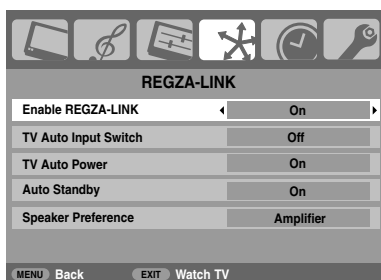 REGZA-LINK
Enable REGZA-LINK On
TV Auto Input Switch Off
TV Auto Power On
Auto Standby On
Speaker Preference Amplifier
MENU Back EXIT Watch TV